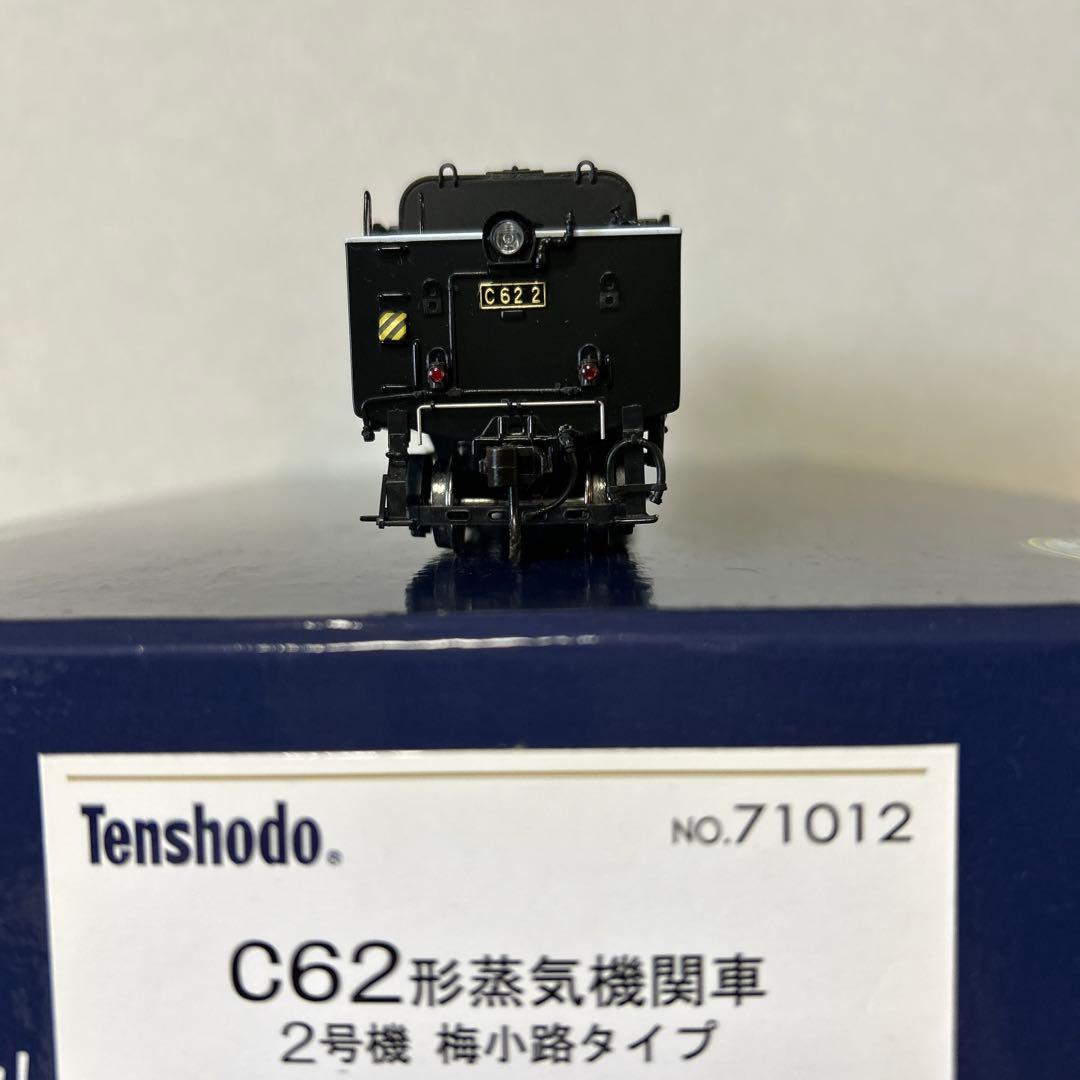 C62 2
Tenshodo®
NO.71012
C62形蒸気機関車
2号機 梅小路タイプ